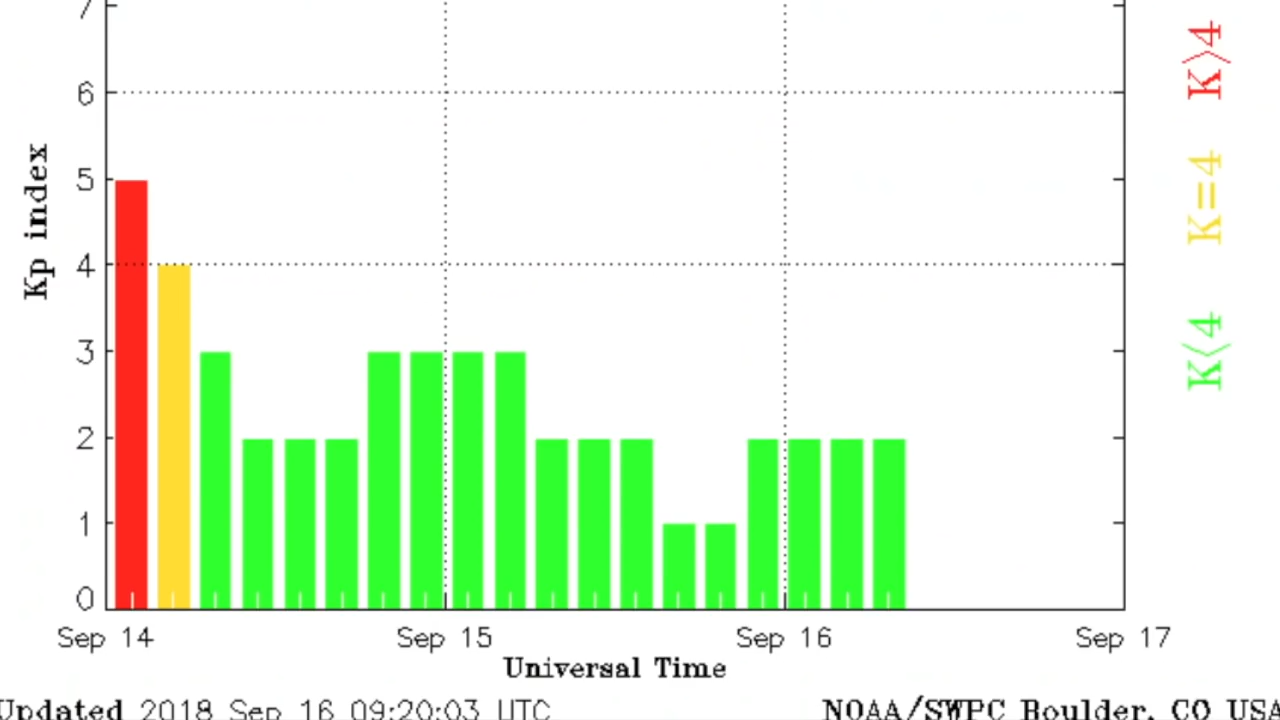 7
6
5
4
3
2
1
0
Kp index
K>4
K=4
K<4
Sep 14 Sep 15 Sep 16 Sep 17
Universal Time
Updated 2018 Sep 16 09:20:03 UTC NOAA/SWPC Boulder, CO USA